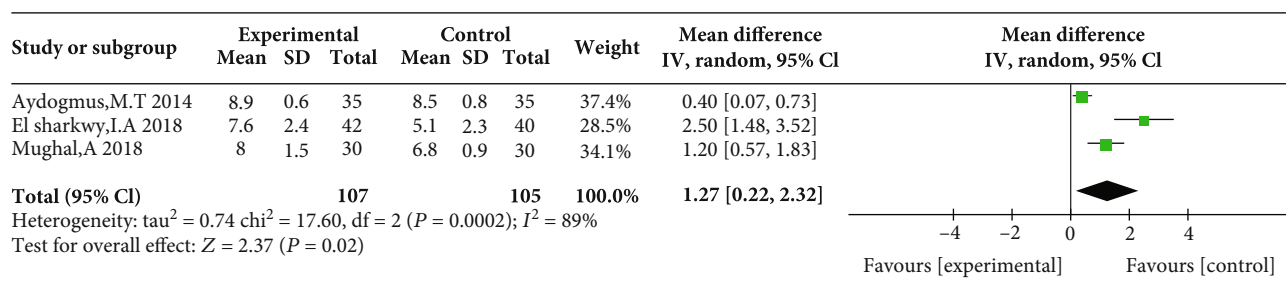 Study or subgroup Experimental Control Weight Mean difference Mean difference
Mean SD Total Mean SD Total IV, random, 95% Cl IV, random, 95% Cl
Aydogmus,M.T 2014 8.9 0.6 35 8.5 0.8 35 37.4% 0.40 [0.07, 0.73]
El sharkwy,I.A 2018 7.6 2.4 42 5.1 2.3 40 28.5% 2.50 [1.48, 3.52]
Mughal,A 2018 8 1.5 30 6.8 0.9 30 34.1% 1.20 [0.57, 1.83]
Total (95% Cl) 107 105 100.0% 1.27 [0.22, 2.32]
Heterogeneity: tau² = 0.74 chi² = 17.60, df = 2 (P = 0.0002); I² = 89%
Test for overall effect: Z = 2.37 (P = 0.02)
−4 −2 0 2 4
Favours [experimental] Favours [control]